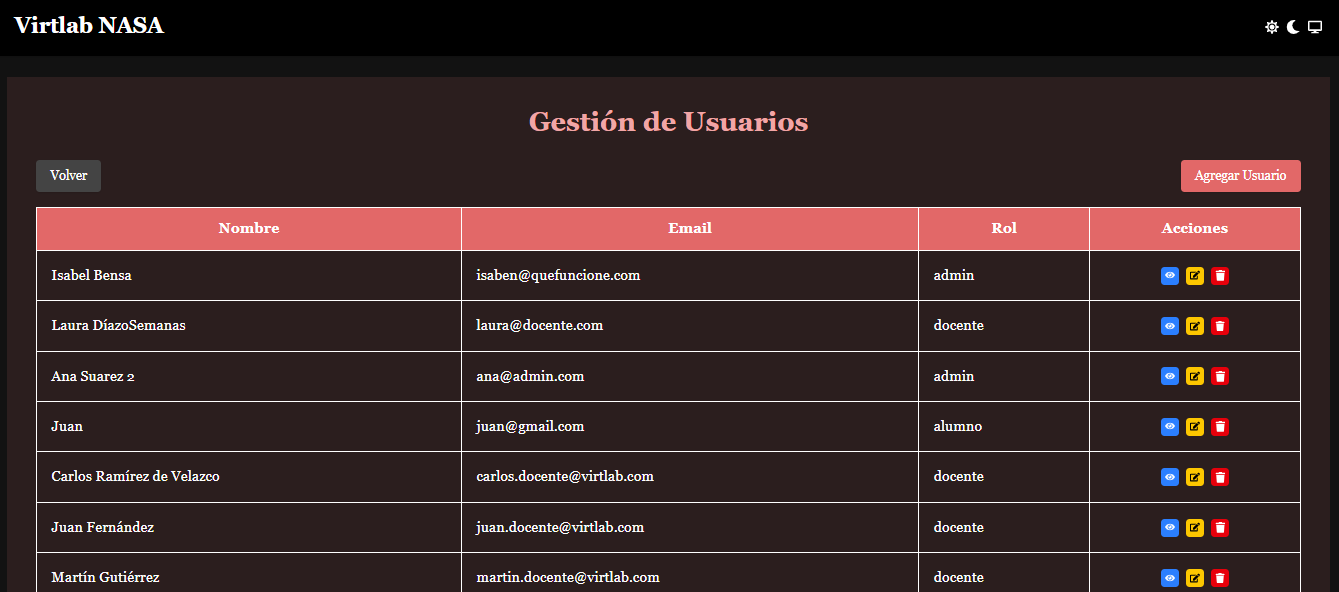 Virtlab NASA
Gestión de Usuarios
Volver Agregar Usuario
Nombre Email Rol Acciones
Isabel Bensa isaben@quefuncione.com admin
Laura DíazoSemanas laura@docente.com docente
Ana Suarez 2 ana@admin.com admin
Juan juan@gmail.com alumno
Carlos Ramírez de Velazco carlos.docente@virtlab.com docente
Juan Fernández juan.docente@virtlab.com docente
Martín Gutiérrez martin.docente@virtlab.com docente